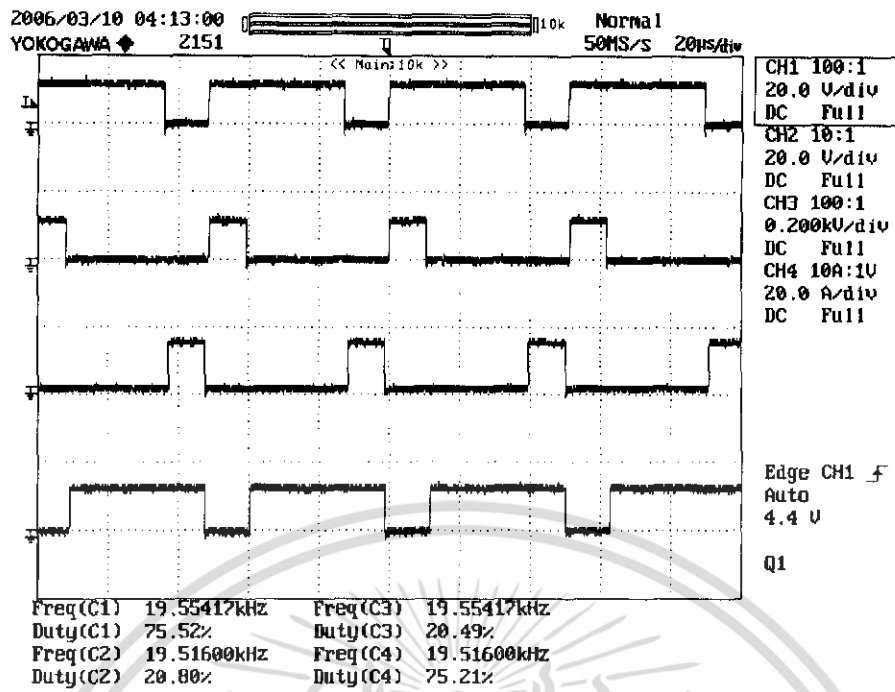 2006/03/10 04:13:00 10k Normal
YOKOGAWA ◆ 2151 50MS/s 20µs/div
<< Main:10k >>
CH1 100:1
20.0 V/div
DC Full
CH2 10:1
20.0 V/div
DC Full
CH3 100:1
0.200kV/div
DC Full
CH4 10A:1V
20.0 A/div
DC Full
Edge CH1
Auto
4.4 V
Q1
Freq(C1) 19.55417kHz Freq(C3) 19.55417kHz
Duty(C1) 75.52% Duty(C3) 20.49%
Freq(C2) 19.51600kHz Freq(C4) 19.51600kHz
Duty(C2) 20.80% Duty(C4) 75.21%